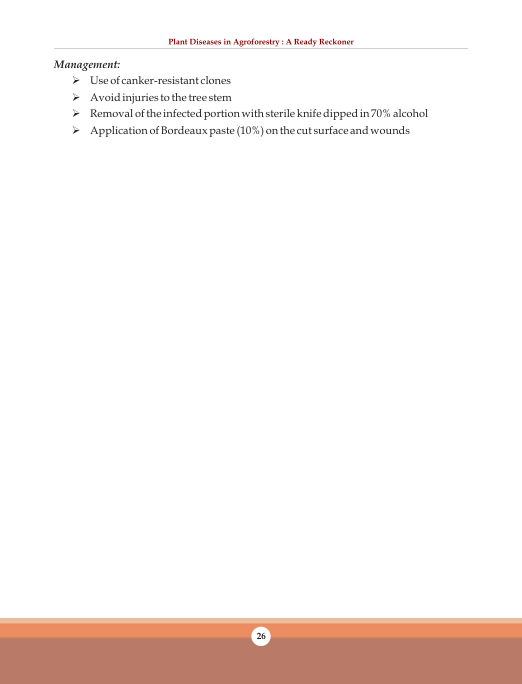 Plant Diseases in Agroforestry : A Ready Reckoner
Management:
➢ Use of canker-resistant clones
➢ Avoid injuries to the tree stem
➢ Removal of the infected portion with sterile knife dipped in 70% alcohol
➢ Application of Bordeaux paste (10%) on the cut surface and wounds
26